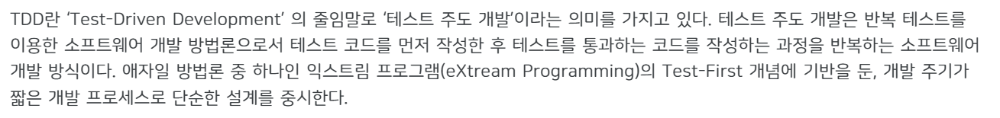 TDD란 ‘Test-Driven Development’ 의 줄임말로 ‘테스트 주도 개발’이라는 의미를 가지고 있다. 테스트 주도 개발은 반복 테스트를
이용한 소프트웨어 개발 방법론으로서 테스트 코드를 먼저 작성한 후 테스트를 통과하는 코드를 작성하는 과정을 반복하는 소프트웨어
개발 방식이다. 애자일 방법론 중 하나인 익스트림 프로그램(eXtream Programming)의 Test-First 개념에 기반을 둔, 개발 주기가
짧은 개발 프로세스로 단순한 설계를 중시한다.